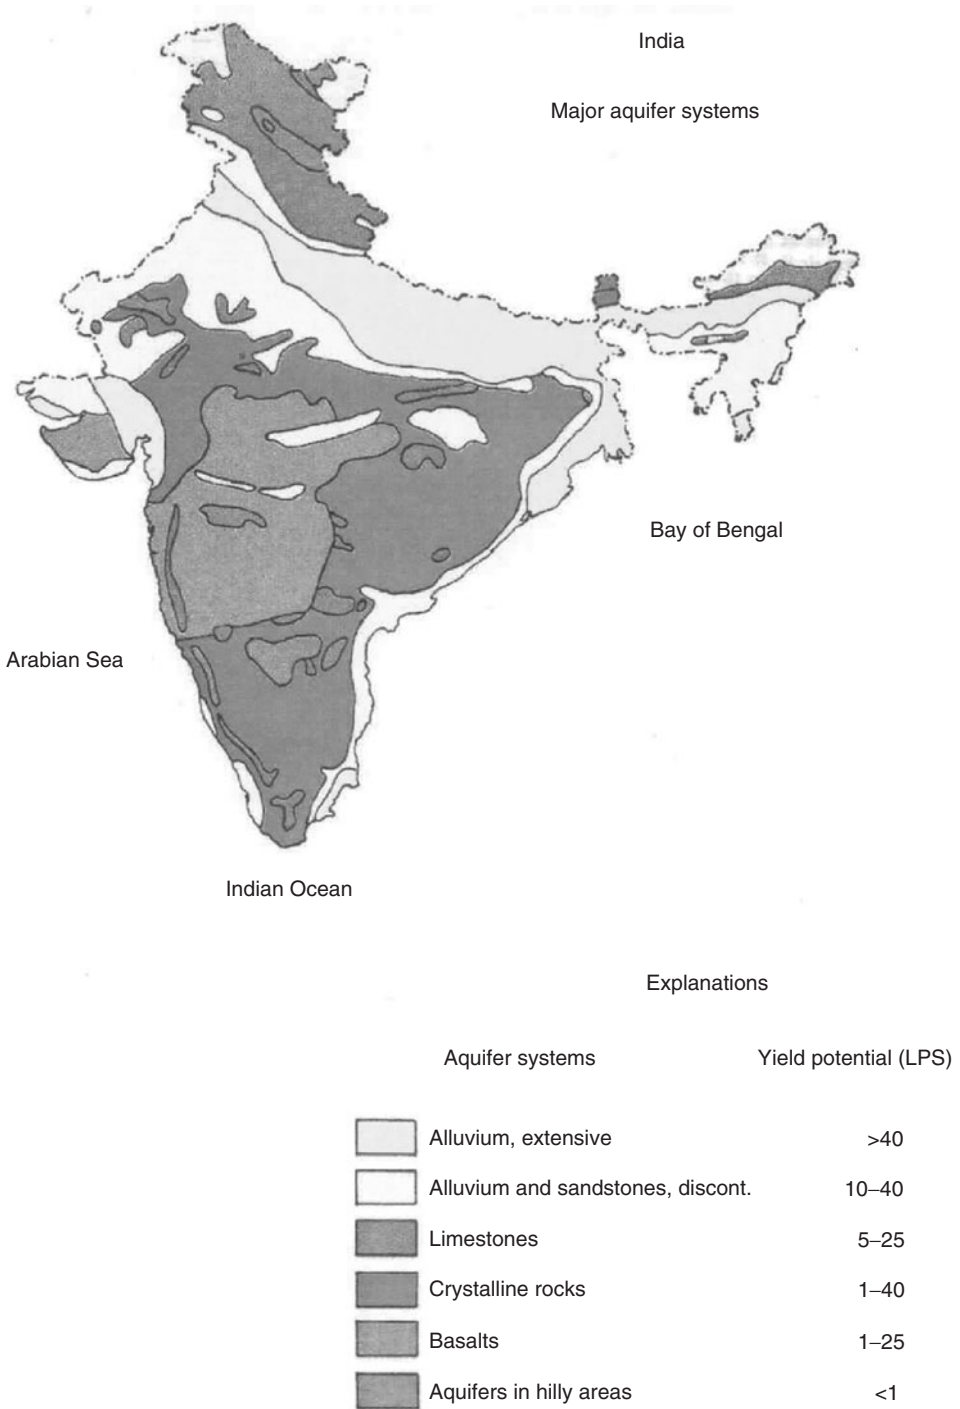 India
Major aquifer systems
Bay of Bengal
Arabian Sea
Indian Ocean
Explanations
Aquifer systems Yield potential (LPS)
Alluvium, extensive >40
Alluvium and sandstones, discont. 10–40
Limestones 5–25
Crystalline rocks 1–40
Basalts 1–25
Aquifers in hilly areas <1